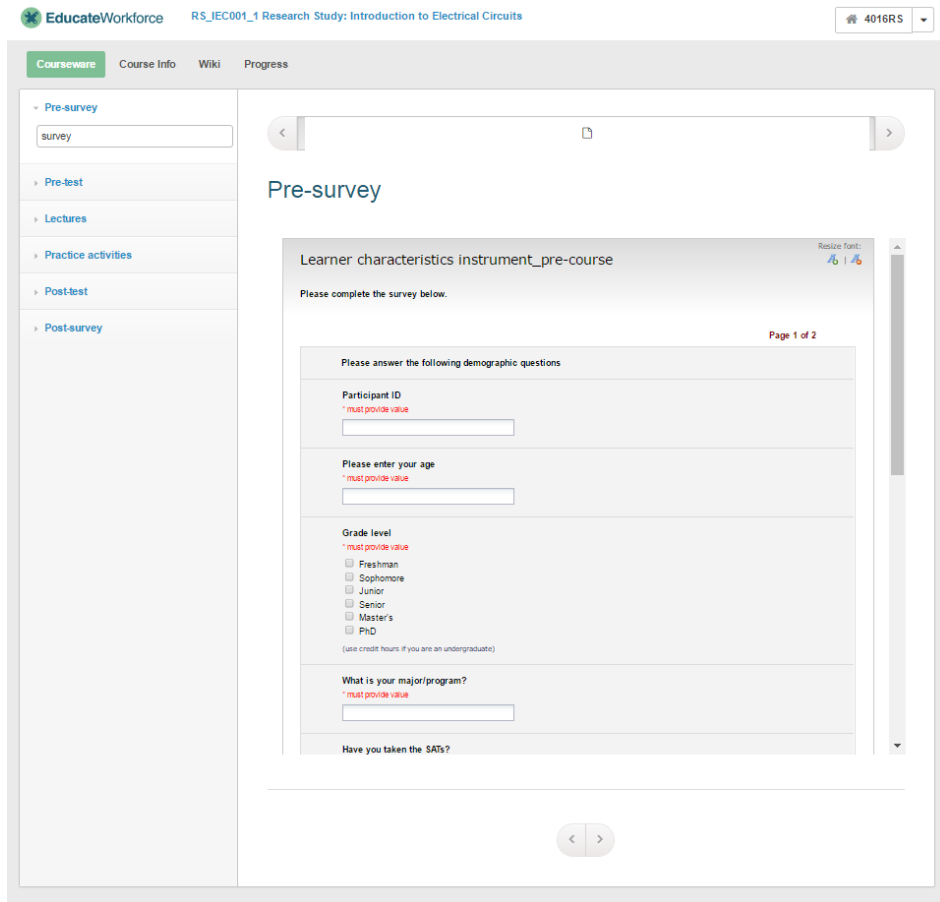 EducateWorkforce
RS_IEC001_1 Research Study: Introduction to Electrical Circuits
4016RS
Courseware
Course Info
Wiki
Progress
Pre-survey
survey
Pre-test
Lectures
Practice activities
Post-test
Post-survey
Pre-survey
Resize font:
Learner characteristics instrument_pre-course
Please complete the survey below.
Page 1 of 2
Please answer the following demographic questions
Participant ID
* must provide value
Please enter your age
* must provide value
Grade level
* must provide value
Freshman
Sophomore
Junior
Senior
Master's
PhD
(use credit hours if you are an undergraduate)
What is your major/program?
* must provide value
Have you taken the SATs?